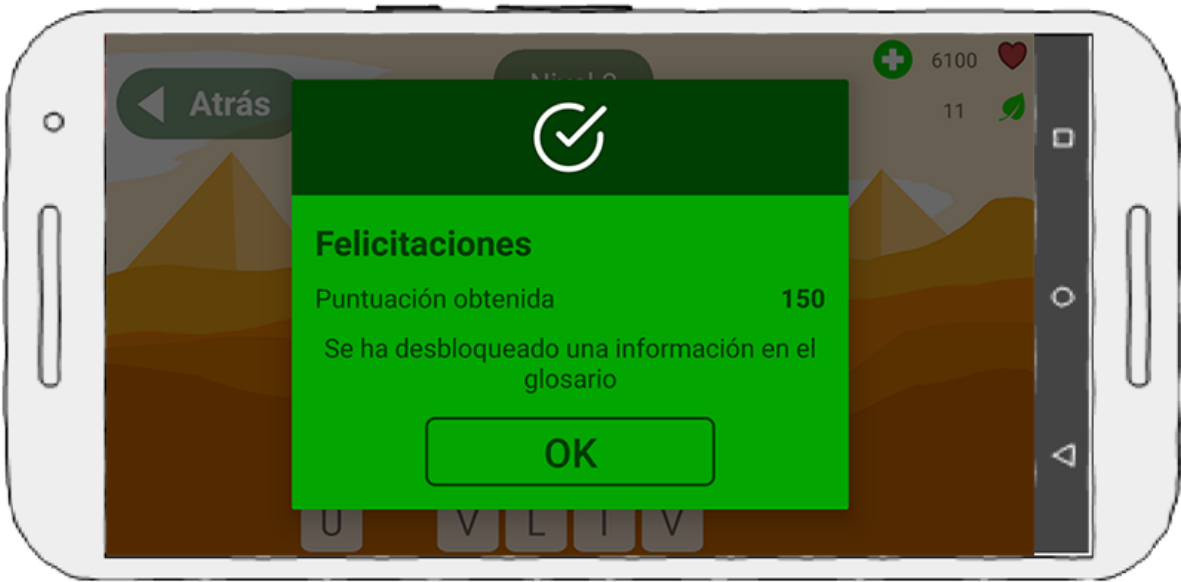 Atrás
6100
11
Felicitaciones
Puntuación obtenida 150
Se ha desbloqueado una información en el
glosario
OK
U V L I V